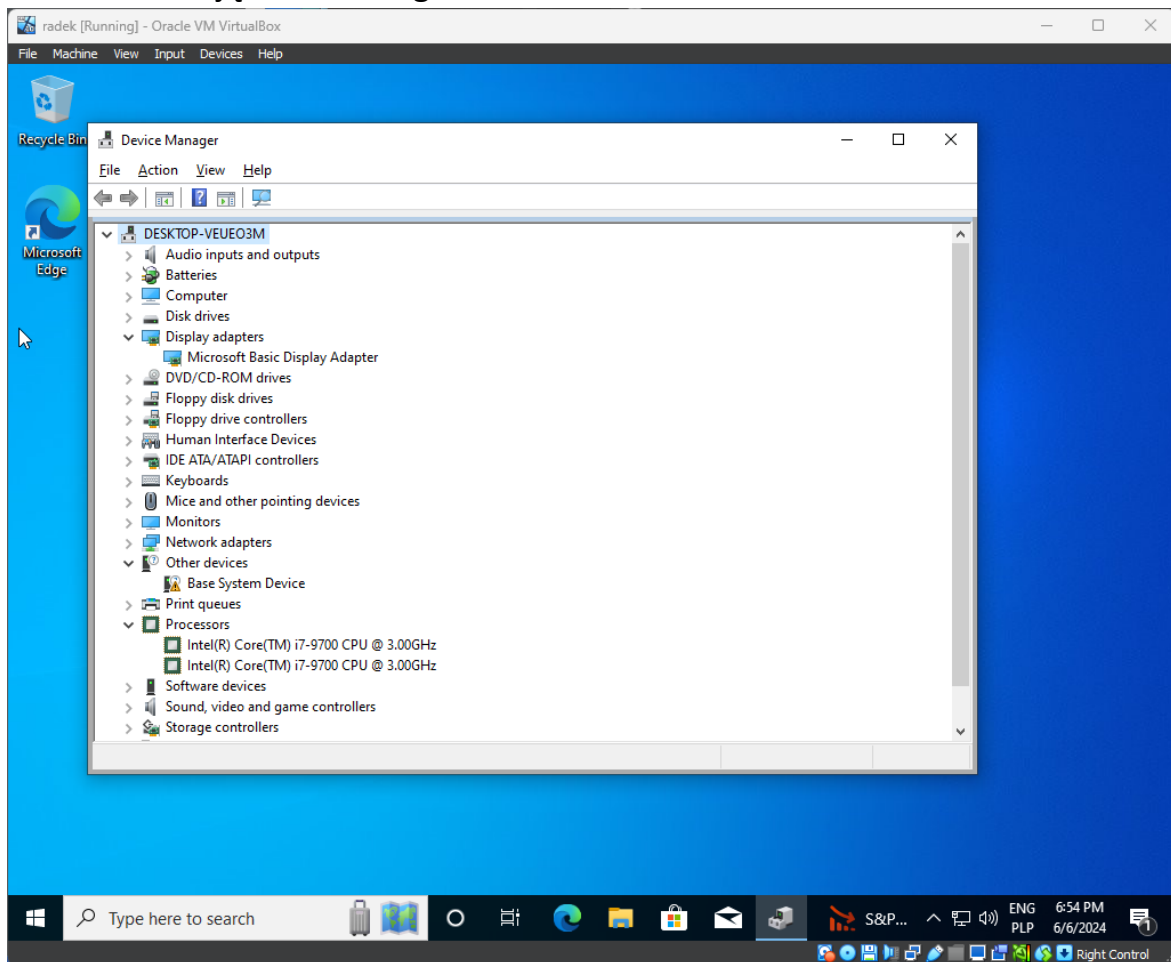 radek [Running] - Oracle VM VirtualBox
File Machine View Input Devices Help
Recycle Bin
Microsoft
Edge
Device Manager
File Action View Help
DESKTOP-VEUEO3M
Audio inputs and outputs
Batteries
Computer
Disk drives
Display adapters
Microsoft Basic Display Adapter
DVD/CD-ROM drives
Floppy disk drives
Floppy drive controllers
Human Interface Devices
IDE ATA/ATAPI controllers
Keyboards
Mice and other pointing devices
Monitors
Network adapters
Other devices
Base System Device
Print queues
Processors
Intel(R) Core(TM) i7-9700 CPU @ 3.00GHz
Intel(R) Core(TM) i7-9700 CPU @ 3.00GHz
Software devices
Sound, video and game controllers
Storage controllers
Type here to search
S&P...
ENG
PLP
6:54 PM
6/6/2024
1
Right Control